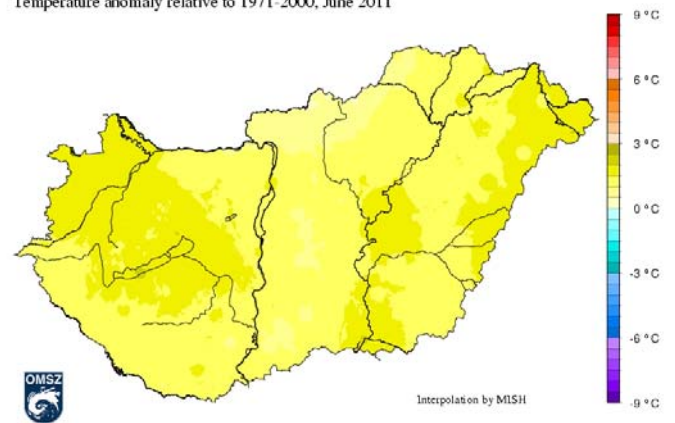 Temperature anomaly relative to 1971-2000, June 2011
9 °C
6 °C
3 °C
0 °C
-3 °C
-6 °C
-9 °C
OMSZ
Interpolation by MISH